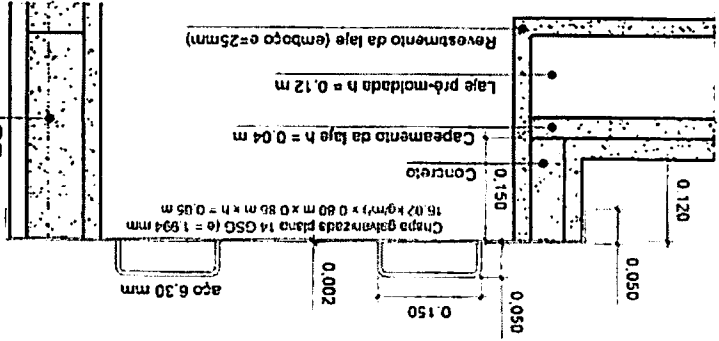 0.050
0.150
0.002
aço 6.30 mm
0.050
0.120
0.150
Chapa galvanizada plana 14 GSG (e = 1.994 mm
16.02 kg/m²) x 0.80 m x 0.80 m x h = 0.05 m
Concreto
Capeamento da laje h = 0.04 m
Laje pré-moldada h = 0.12 m
Revestimento da laje (emboço e=25mm)